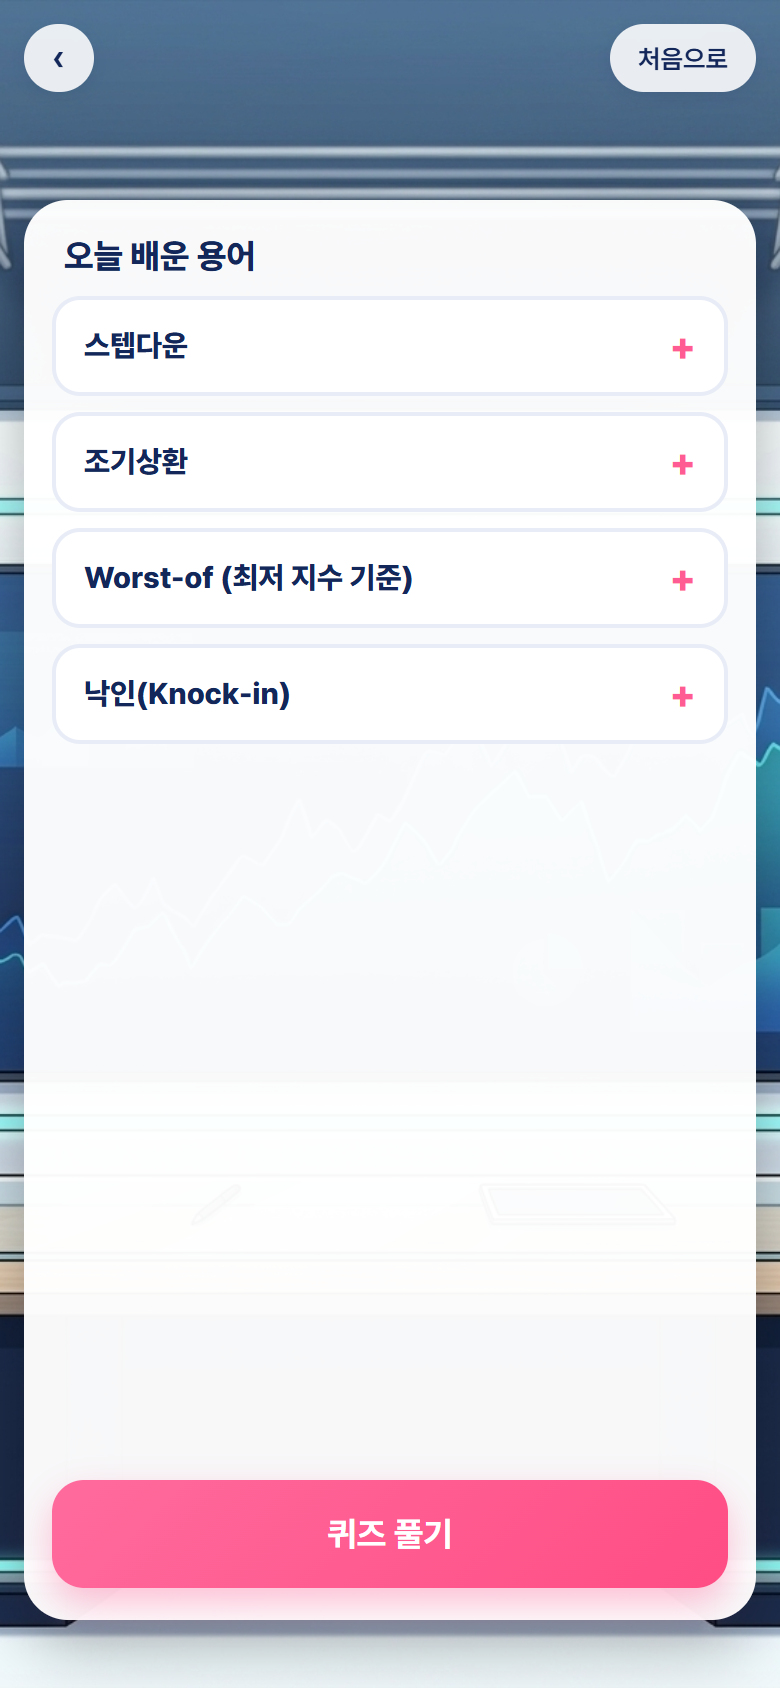 ‹
처음으로
오늘 배운 용어
스텝다운 +
조기상환 +
Worst-of (최저 지수 기준) +
낙인(Knock-in) +
퀴즈 풀기